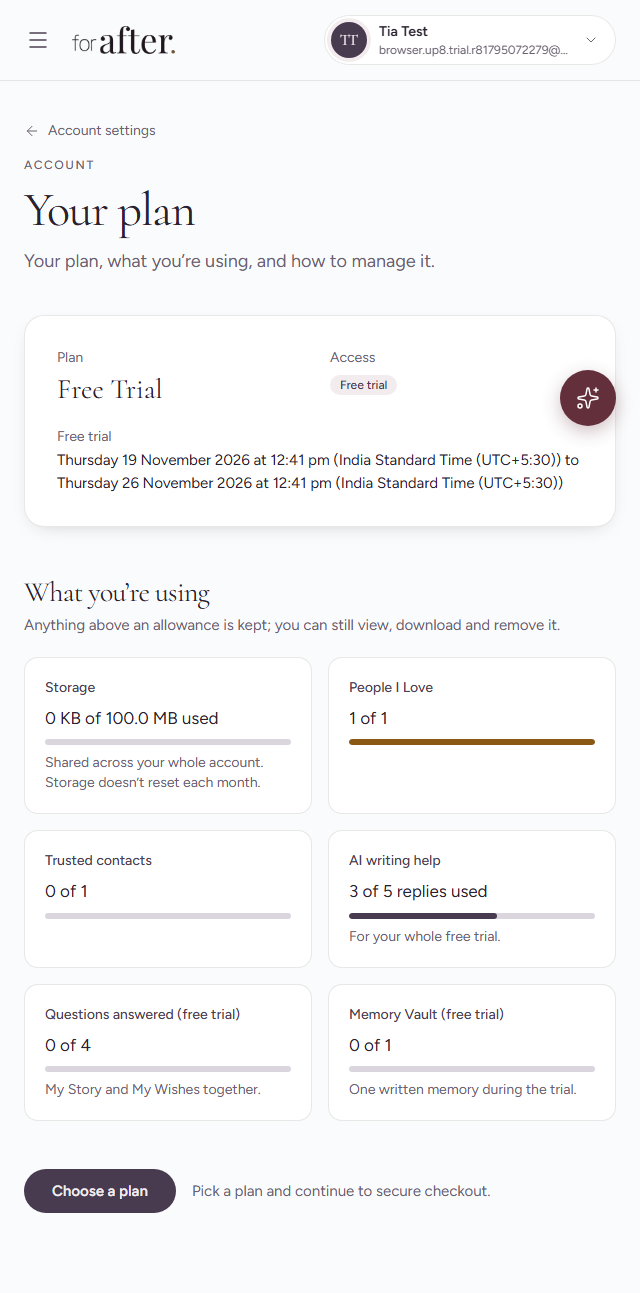 for after.
TT
Tia Test
browser.up8.trial.r81795072279@...
Account settings
ACCOUNT
Your plan
Your plan, what you’re using, and how to manage it.
Plan
Free Trial
Access
Free trial
Free trial
Thursday 19 November 2026 at 12:41 pm (India Standard Time (UTC+5:30)) to
Thursday 26 November 2026 at 12:41 pm (India Standard Time (UTC+5:30))
What you’re using
Anything above an allowance is kept; you can still view, download and remove it.
Storage
0 KB of 100.0 MB used
Shared across your whole account.
Storage doesn’t reset each month.
People I Love
1 of 1
Trusted contacts
0 of 1
AI writing help
3 of 5 replies used
For your whole free trial.
Questions answered (free trial)
0 of 4
My Story and My Wishes together.
Memory Vault (free trial)
0 of 1
One written memory during the trial.
Choose a plan
Pick a plan and continue to secure checkout.